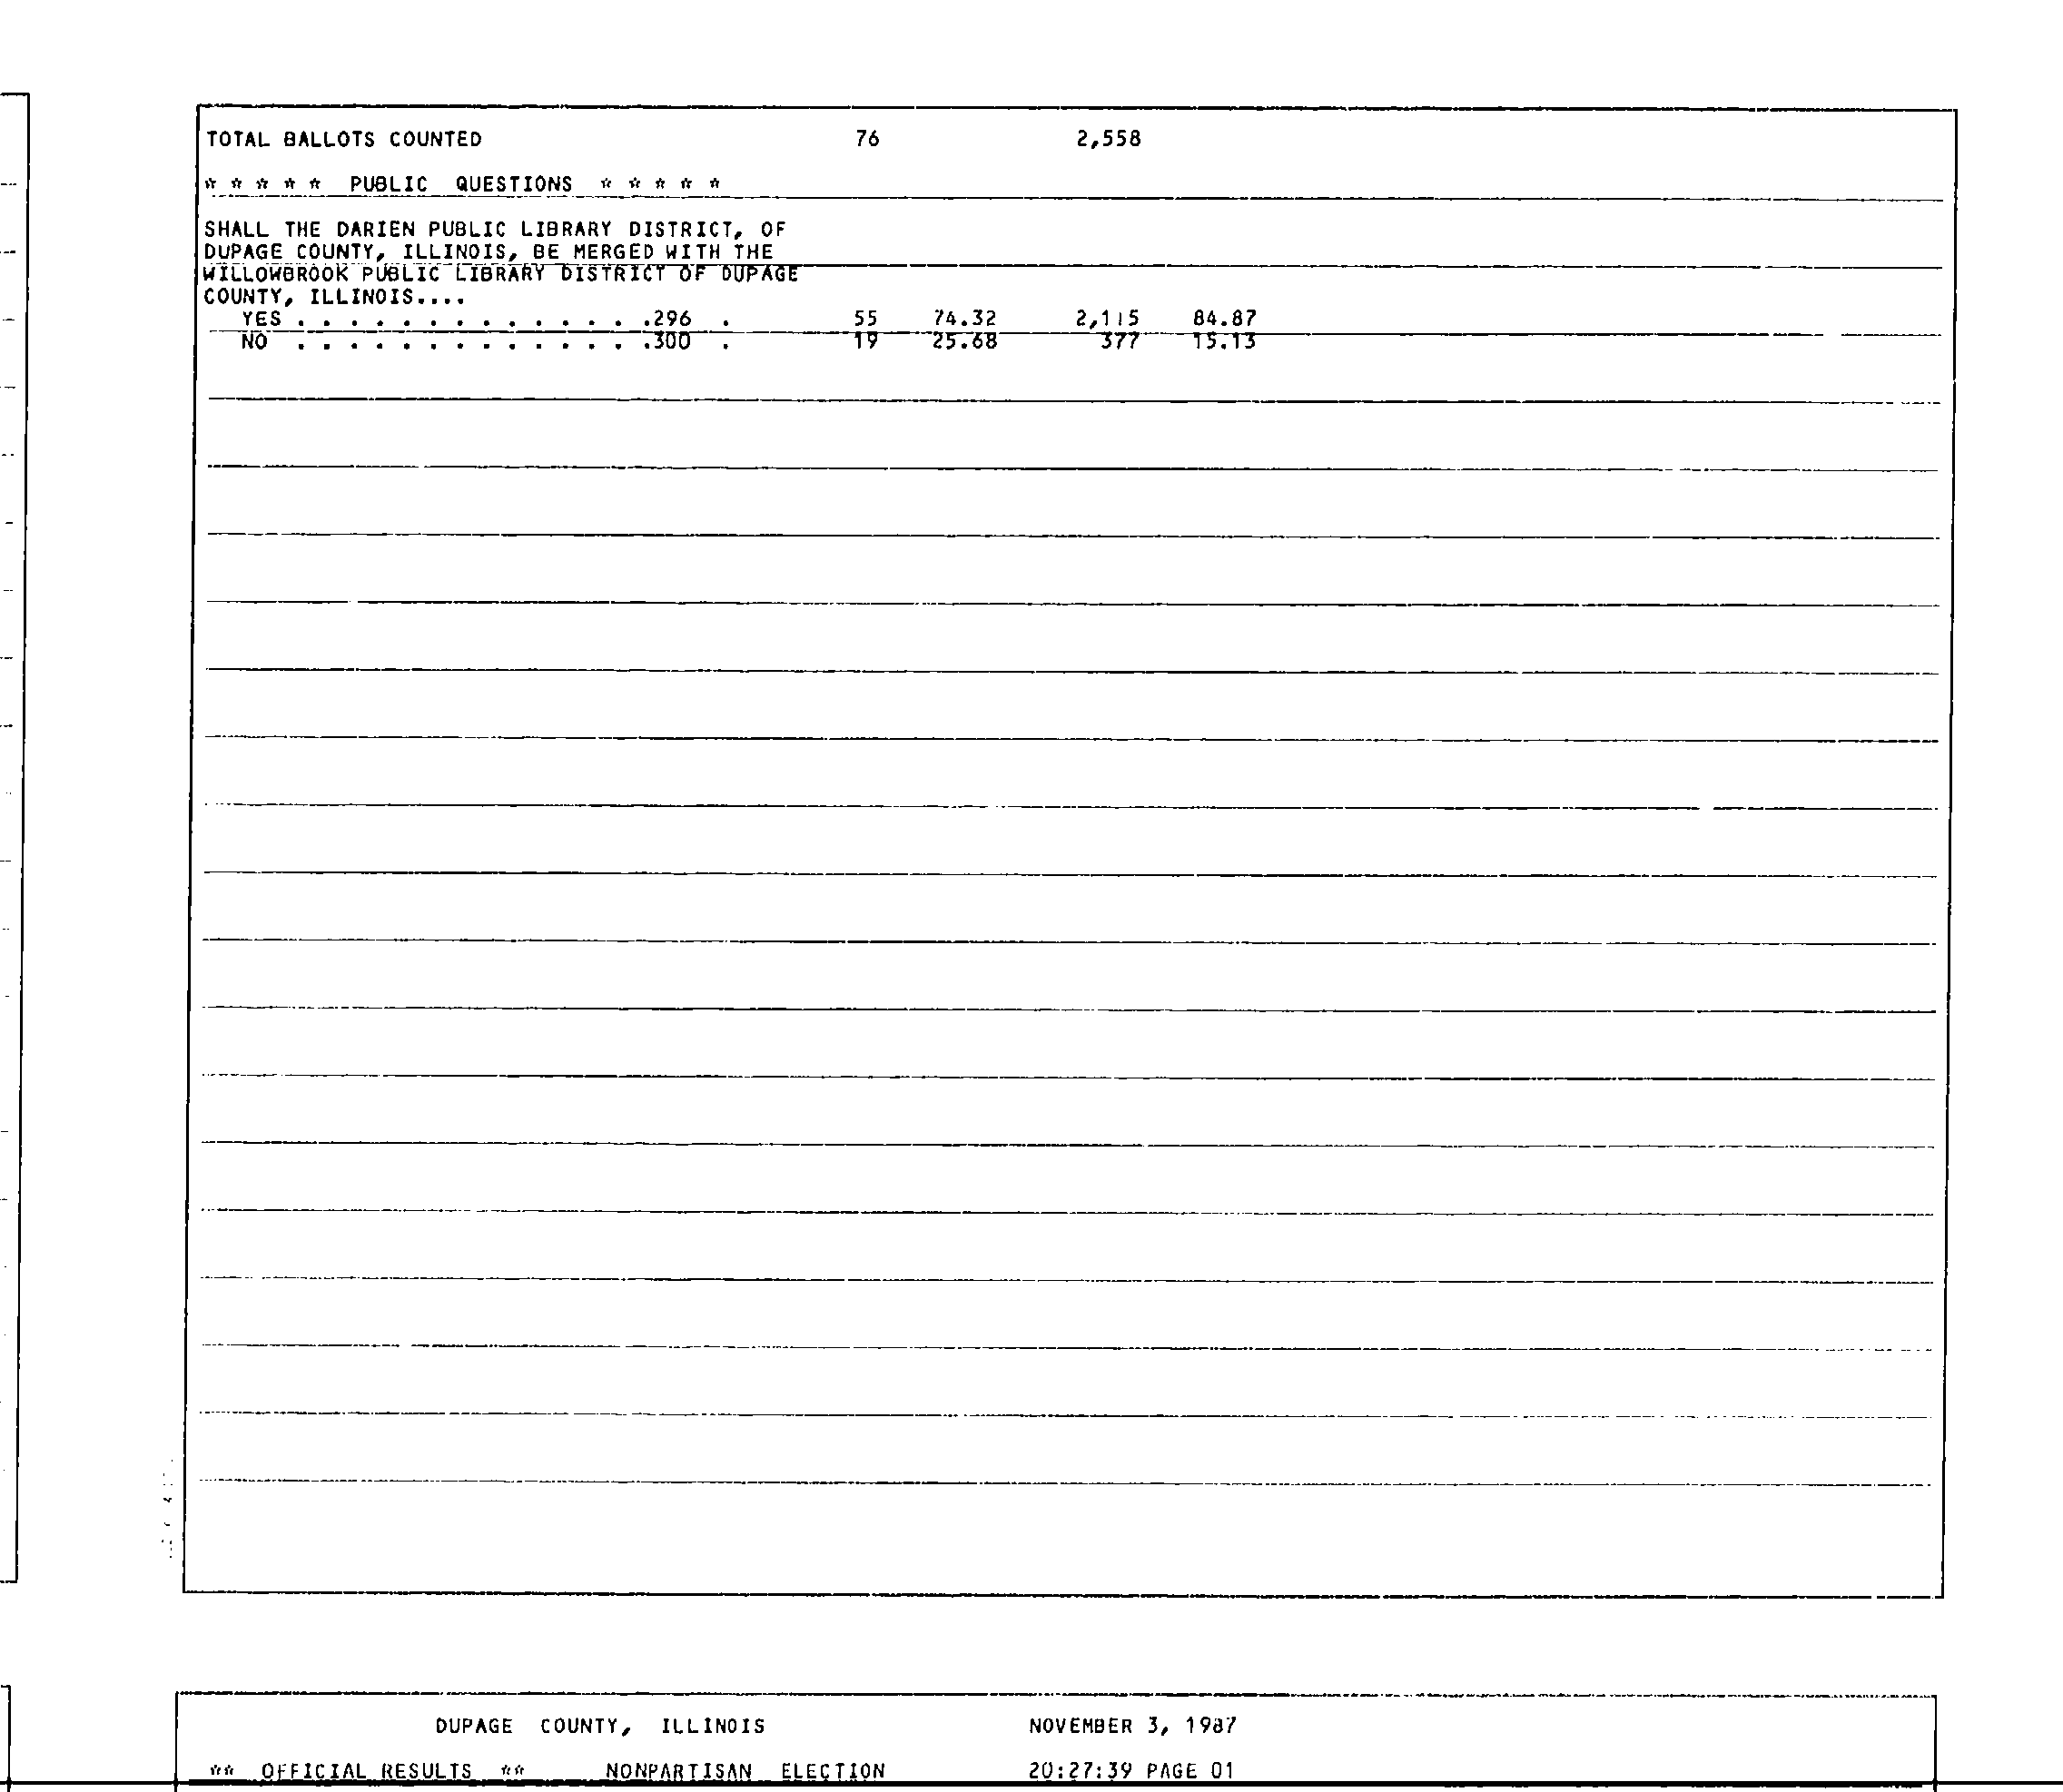 TOTAL BALLOTS COUNTED 76 2,558
* * * * * PUBLIC QUESTIONS * * * * *
SHALL THE DARIEN PUBLIC LIBRARY DISTRICT, OF
DUPAGE COUNTY, ILLINOIS, BE MERGED WITH THE
WILLOWBROOK PUBLIC LIBRARY DISTRICT OF DUPAGE
COUNTY, ILLINOIS....
YES . . . . . . . . . . . . . .296 . 55 74.32 2,115 84.87
NO . . . . . . . . . . . . . .300 . 19 25.68 377 15.13
DUPAGE COUNTY, ILLINOIS NOVEMBER 3, 1987
** OFFICIAL RESULTS ** NONPARTISAN ELECTION 20:27:39 PAGE 01